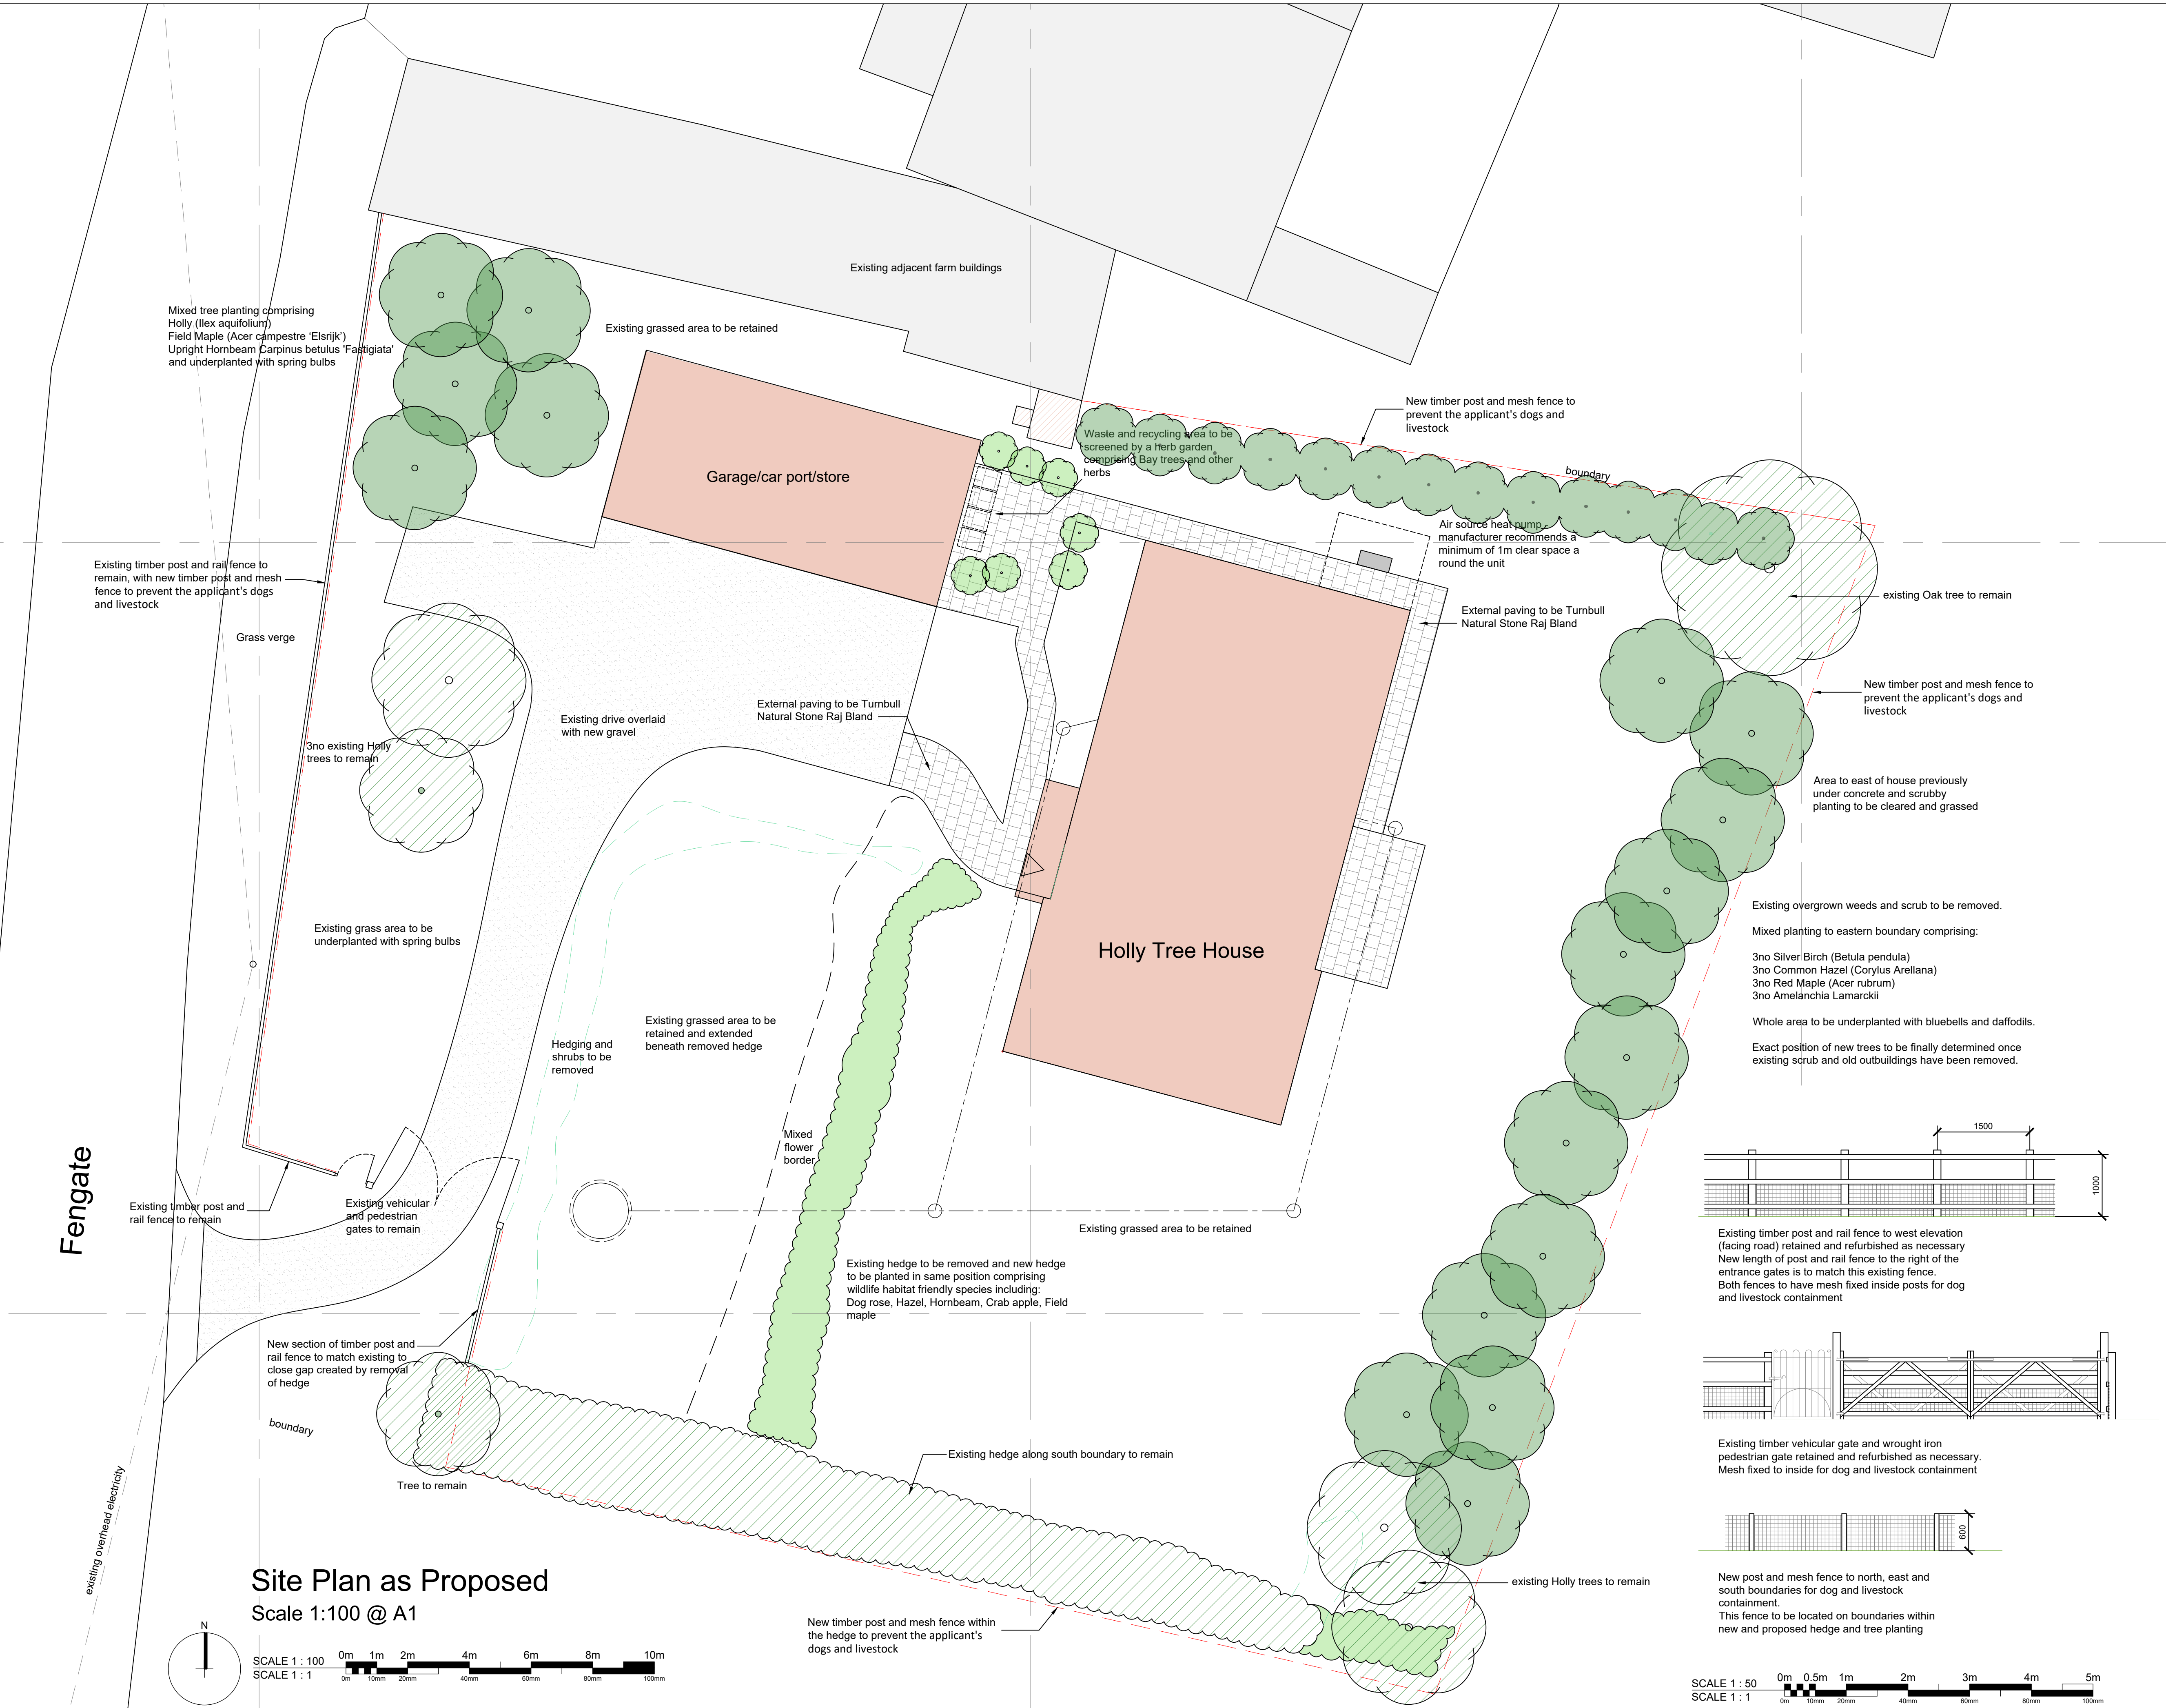 Existing adjacent farm buildings
Mixed tree planting comprising
Holly (Ilex aquifolium)
Field Maple (Acer campestre 'Elsrijk')
Upright Hornbeam Carpinus betulus 'Fastigiata'
and underplanted with spring bulbs
Existing grassed area to be retained
New timber post and mesh fence to
prevent the applicant's dogs and
livestock
Waste and recycling area to be
screened by a herb garden
comprising Bay trees and other
herbs
boundary
Garage/car port/store
Air source heat pump -
manufacturer recommends a
minimum of 1m clear space a
round the unit
Existing timber post and rail fence to
remain, with new timber post and mesh
fence to prevent the applicant's dogs
and livestock
existing Oak tree to remain
External paving to be Turnbull
Natural Stone Raj Bland
Grass verge
New timber post and mesh fence to
prevent the applicant's dogs and
livestock
External paving to be Turnbull
Natural Stone Raj Bland
Existing drive overlaid
with new gravel
3no existing Holly
trees to remain
Area to east of house previously
under concrete and scrubby
planting to be cleared and grassed
Existing grass area to be
underplanted with spring bulbs
Holly Tree House
Existing overgrown weeds and scrub to be removed.
Mixed planting to eastern boundary comprising:
3no Silver Birch (Betula pendula)
3no Common Hazel (Corylus Arellana)
3no Red Maple (Acer rubrum)
3no Amelanchia Lamarckii
Whole area to be underplanted with bluebells and daffodils.
Exact position of new trees to be finally determined once
existing scrub and old outbuildings have been removed.
Existing grassed area to be
retained and extended
beneath removed hedge
Hedging and
shrubs to be
removed
Mixed
flower
border
1500
1000
Fengate
Existing timber post and
rail fence to remain
Existing vehicular
and pedestrian
gates to remain
Existing grassed area to be retained
Existing timber post and rail fence to west elevation
(facing road) retained and refurbished as necessary
New length of post and rail fence to the right of the
entrance gates is to match this existing fence.
Both fences to have mesh fixed inside posts for dog
and livestock containment
Existing hedge to be removed and new hedge
to be planted in same position comprising
wildlife habitat friendly species including:
Dog rose, Hazel, Hornbeam, Crab apple, Field
maple
New section of timber post and
rail fence to match existing to
close gap created by removal
of hedge
boundary
Existing hedge along south boundary to remain
Existing timber vehicular gate and wrought iron
pedestrian gate retained and refurbished as necessary.
Mesh fixed to inside for dog and livestock containment
Tree to remain
existing overhead electricity
600
Site Plan as Proposed
Scale 1:100 @ A1
existing Holly trees to remain
New post and mesh fence to north, east and
south boundaries for dog and livestock
containment.
This fence to be located on boundaries within
new and proposed hedge and tree planting
New timber post and mesh fence within
the hedge to prevent the applicant's
dogs and livestock
N
SCALE 1 : 100
0m 1m 2m 4m 6m 8m 10m
SCALE 1 : 1
0m 10mm 20mm 40mm 60mm 80mm 100mm
SCALE 1 : 50
0m 0.5m 1m 2m 3m 4m 5m
SCALE 1 : 1
0m 10mm 20mm 40mm 60mm 80mm 100mm